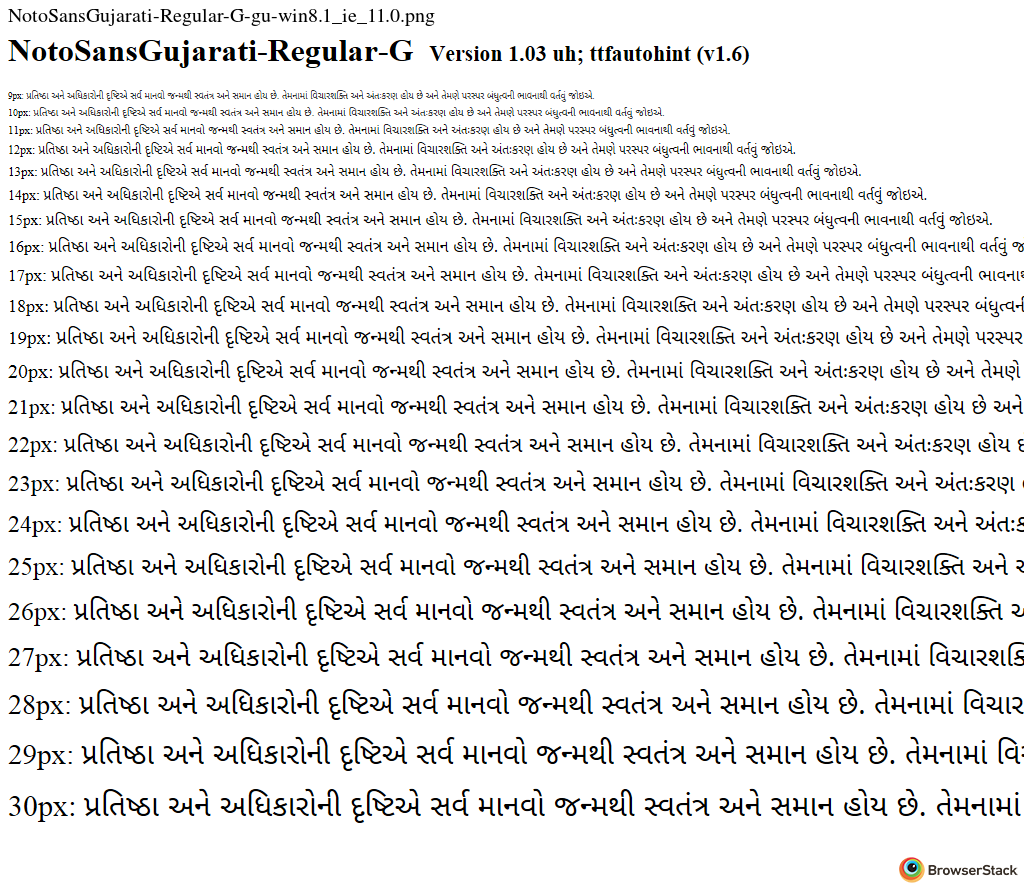 NotoSansGujarati-Regular-G-gu-win8.1_ie_11.0.png
NotoSansGujarati-Regular-G Version 1.03 uh; ttfautohint (v1.6)
9px: પ્રતિષ્ઠા અને અધિકારોની દૃષ્ટિએ સર્વ માનવો જન્મથી સ્વતંત્ર અને સમાન હોય છે. તેમનામાં વિચારશક્તિ અને અંતઃકરણ હોય છે અને તેમણે પરસ્પર બંધુત્વની ભાવનાથી વર્તવું જોઇએ.
10px: પ્રતિષ્ઠા અને અધિકારોની દૃષ્ટિએ સર્વ માનવો જન્મથી સ્વતંત્ર અને સમાન હોય છે. તેમનામાં વિચારશક્તિ અને અંતઃકરણ હોય છે અને તેમણે પરસ્પર બંધુત્વની ભાવનાથી વર્તવું જોઇએ.
11px: પ્રતિષ્ઠા અને અધિકારોની દૃષ્ટિએ સર્વ માનવો જન્મથી સ્વતંત્ર અને સમાન હોય છે. તેમનામાં વિચારશક્તિ અને અંતઃકરણ હોય છે અને તેમણે પરસ્પર બંધુત્વની ભાવનાથી વર્તવું જોઇએ.
12px: પ્રતિષ્ઠા અને અધિકારોની દૃષ્ટિએ સર્વ માનવો જન્મથી સ્વતંત્ર અને સમાન હોય છે. તેમનામાં વિચારશક્તિ અને અંતઃકરણ હોય છે અને તેમણે પરસ્પર બંધુત્વની ભાવનાથી વર્તવું જોઇએ.
13px: પ્રતિષ્ઠા અને અધિકારોની દૃષ્ટિએ સર્વ માનવો જન્મથી સ્વતંત્ર અને સમાન હોય છે. તેમનામાં વિચારશક્તિ અને અંતઃકરણ હોય છે અને તેમણે પરસ્પર બંધુત્વની ભાવનાથી વર્તવું જોઇએ.
14px: પ્રતિષ્ઠા અને અધિકારોની દૃષ્ટિએ સર્વ માનવો જન્મથી સ્વતંત્ર અને સમાન હોય છે. તેમનામાં વિચારશક્તિ અને અંતઃકરણ હોય છે અને તેમણે પરસ્પર બંધુત્વની ભાવનાથી વર્તવું જોઇએ.
15px: પ્રતિષ્ઠા અને અધિકારોની દૃષ્ટિએ સર્વ માનવો જન્મથી સ્વતંત્ર અને સમાન હોય છે. તેમનામાં વિચારશક્તિ અને અંતઃકરણ હોય છે અને તેમણે પરસ્પર બંધુત્વની ભાવનાથી વર્તવું જોઇએ.
16px: પ્રતિષ્ઠા અને અધિકારોની દૃષ્ટિએ સર્વ માનવો જન્મથી સ્વતંત્ર અને સમાન હોય છે. તેમનામાં વિચારશક્તિ અને અંતઃકરણ હોય છે અને તેમણે પરસ્પર બંધુત્વની ભાવનાથી વર્તવું
17px: પ્રતિષ્ઠા અને અધિકારોની દૃષ્ટિએ સર્વ માનવો જન્મથી સ્વતંત્ર અને સમાન હોય છે. તેમનામાં વિચારશક્તિ અને અંતઃકરણ હોય છે અને તેમણે પરસ્પર બંધુત્વની
18px: પ્રતિષ્ઠા અને અધિકારોની દૃષ્ટિએ સર્વ માનવો જન્મથી સ્વતંત્ર અને સમાન હોય છે. તેમનામાં વિચારશક્તિ અને અંતઃકરણ હોય છે અને તેમણે પરસ્પર
19px: પ્રતિષ્ઠા અને અધિકારોની દૃષ્ટિએ સર્વ માનવો જન્મથી સ્વતંત્ર અને સમાન હોય છે. તેમનામાં વિચારશક્તિ અને અંતઃકરણ હોય છે અને તેમણે પરસ્પર
20px: પ્રતિષ્ઠા અને અધિકારોની દૃષ્ટિએ સર્વ માનવો જન્મથી સ્વતંત્ર અને સમાન હોય છે. તેમનામાં વિચારશક્તિ અને અંતઃકરણ હોય છે અને તેમણે
21px: પ્રતિષ્ઠા અને અધિકારોની દૃષ્ટિએ સર્વ માનવો જન્મથી સ્વતંત્ર અને સમાન હોય છે. તેમનામાં વિચારશક્તિ અને અંતઃકરણ હોય છે અને
22px: પ્રતિષ્ઠા અને અધિકારોની દૃષ્ટિએ સર્વ માનવો જન્મથી સ્વતંત્ર અને સમાન હોય છે. તેમનામાં વિચારશક્તિ અને અંતઃકરણ હોય
23px: પ્રતિષ્ઠા અને અધિકારોની દૃષ્ટિએ સર્વ માનવો જન્મથી સ્વતંત્ર અને સમાન હોય છે. તેમનામાં વિચારશક્તિ અને અંતઃકરણ
24px: પ્રતિષ્ઠા અને અધિકારોની દૃષ્ટિએ સર્વ માનવો જન્મથી સ્વતંત્ર અને સમાન હોય છે. તેમનામાં વિચારશક્તિ અને
25px: પ્રતિષ્ઠા અને અધિકારોની દૃષ્ટિએ સર્વ માનવો જન્મથી સ્વતંત્ર અને સમાન હોય છે. તેમનામાં વિચારશક્તિ અને
26px: પ્રતિષ્ઠા અને અધિકારોની દૃષ્ટિએ સર્વ માનવો જન્મથી સ્વતંત્ર અને સમાન હોય છે. તેમનામાં વિચારશક્તિ
27px: પ્રતિષ્ઠા અને અધિકારોની દૃષ્ટિએ સર્વ માનવો જન્મથી સ્વતંત્ર અને સમાન હોય છે. તેમનામાં
28px: પ્રતિષ્ઠા અને અધિકારોની દૃષ્ટિએ સર્વ માનવો જન્મથી સ્વતંત્ર અને સમાન હોય છે. તેમનામાં વિચાર
29px: પ્રતિષ્ઠા અને અધિકારોની દૃષ્ટિએ સર્વ માનવો જન્મથી સ્વતંત્ર અને સમાન હોય છે. તેમનામાં
30px: પ્રતિષ્ઠા અને અધિકારોની દૃષ્ટિએ સર્વ માનવો જન્મથી સ્વતંત્ર અને સમાન હોય છે. તેમનામાં
BrowserStack